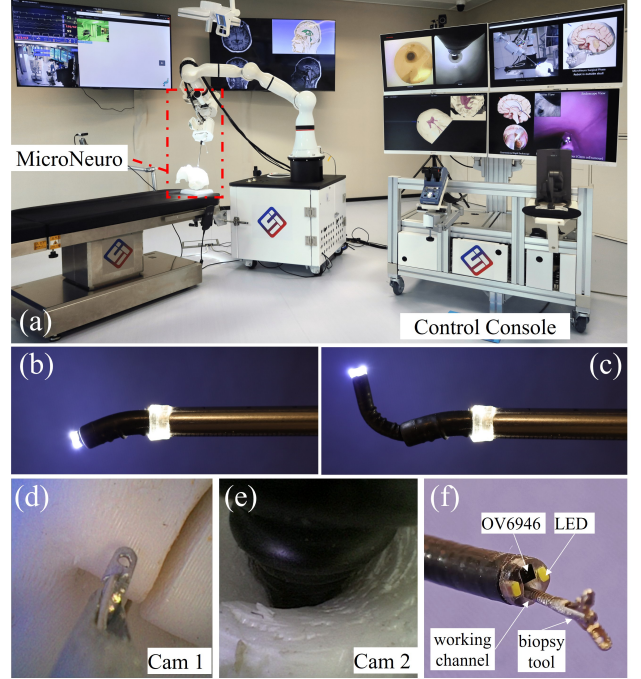 MicroNeuro
(a)
Control Console
(b)
(c)
(d)
Cam 1
(e)
Cam 2
(f)
OV6946
LED
working
channel
biopsy
tool